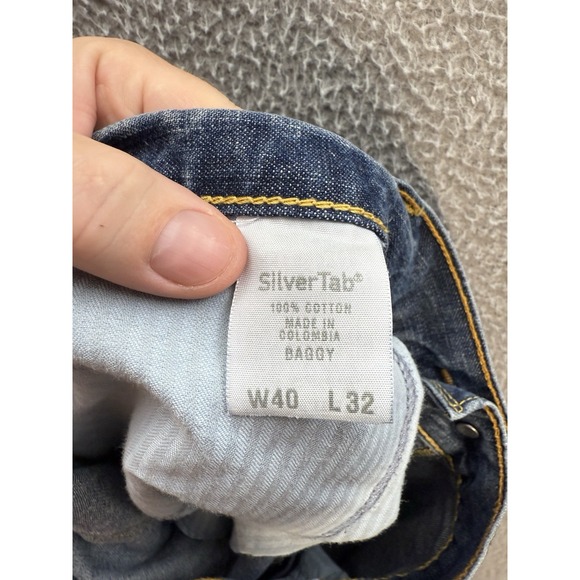 SilverTab®
100% COTTON
MADE IN
COLOMBIA
BAGGY
W40 L32